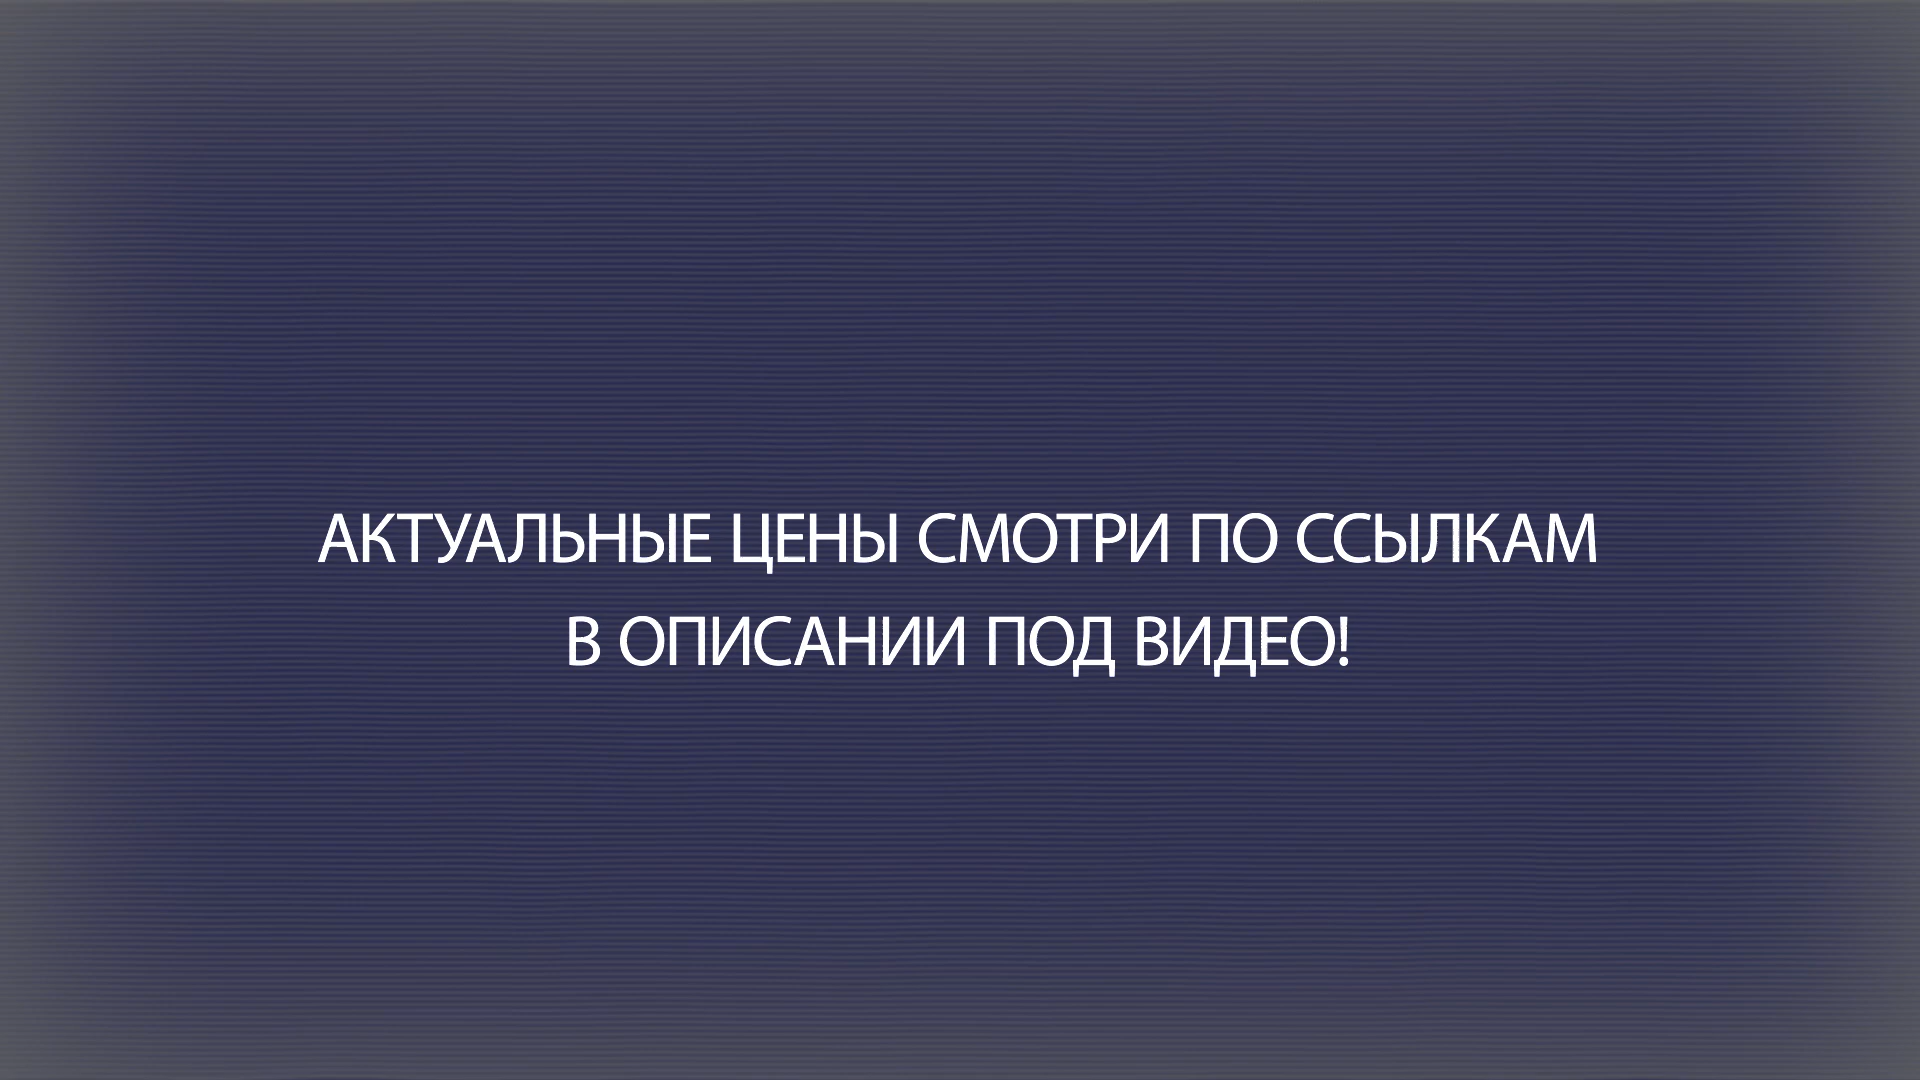 АКТУАЛЬНЫЕ ЦЕНЫ СМОТРИ ПО ССЫЛКАМ
В ОПИСАНИИ ПОД ВИДЕО!